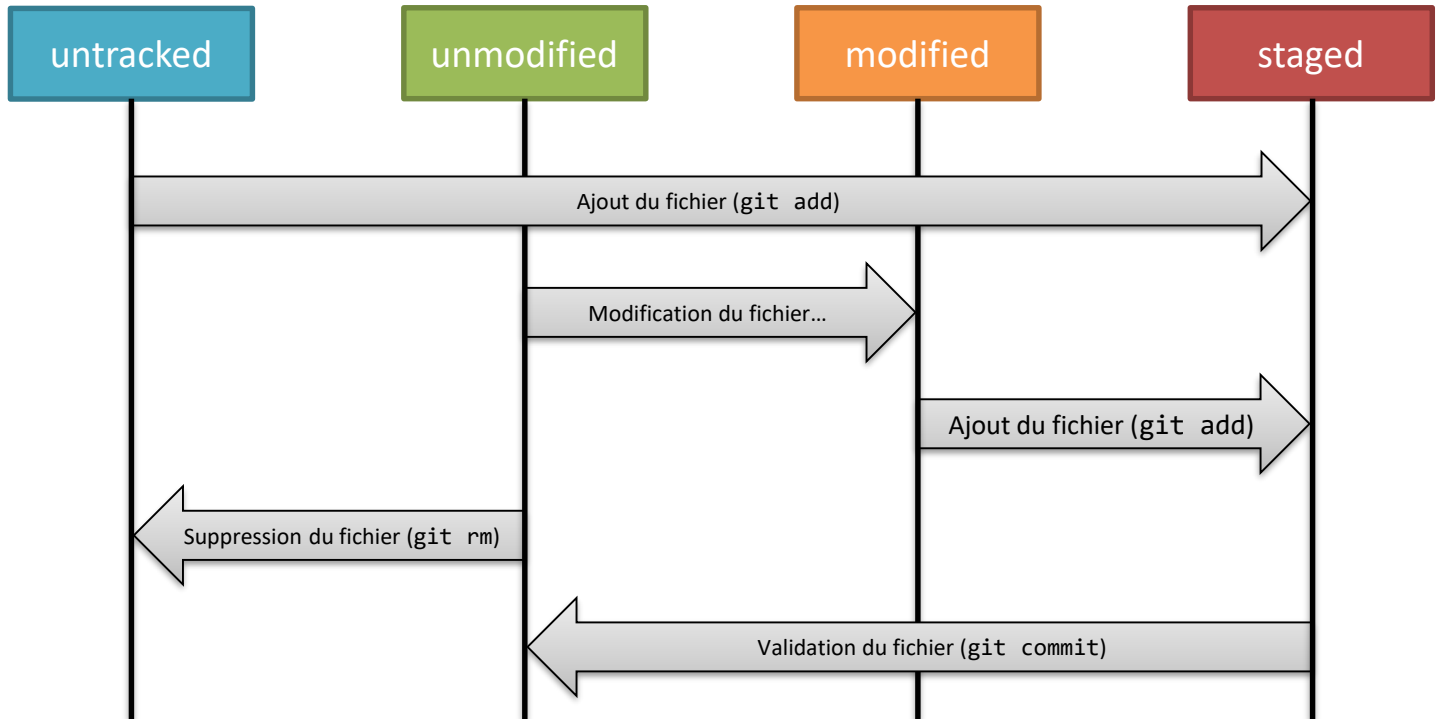 untracked
unmodified
modified
staged
Ajout du fichier (git add)
Modification du fichier…
Ajout du fichier (git add)
Suppression du fichier (git rm)
Validation du fichier (git commit)